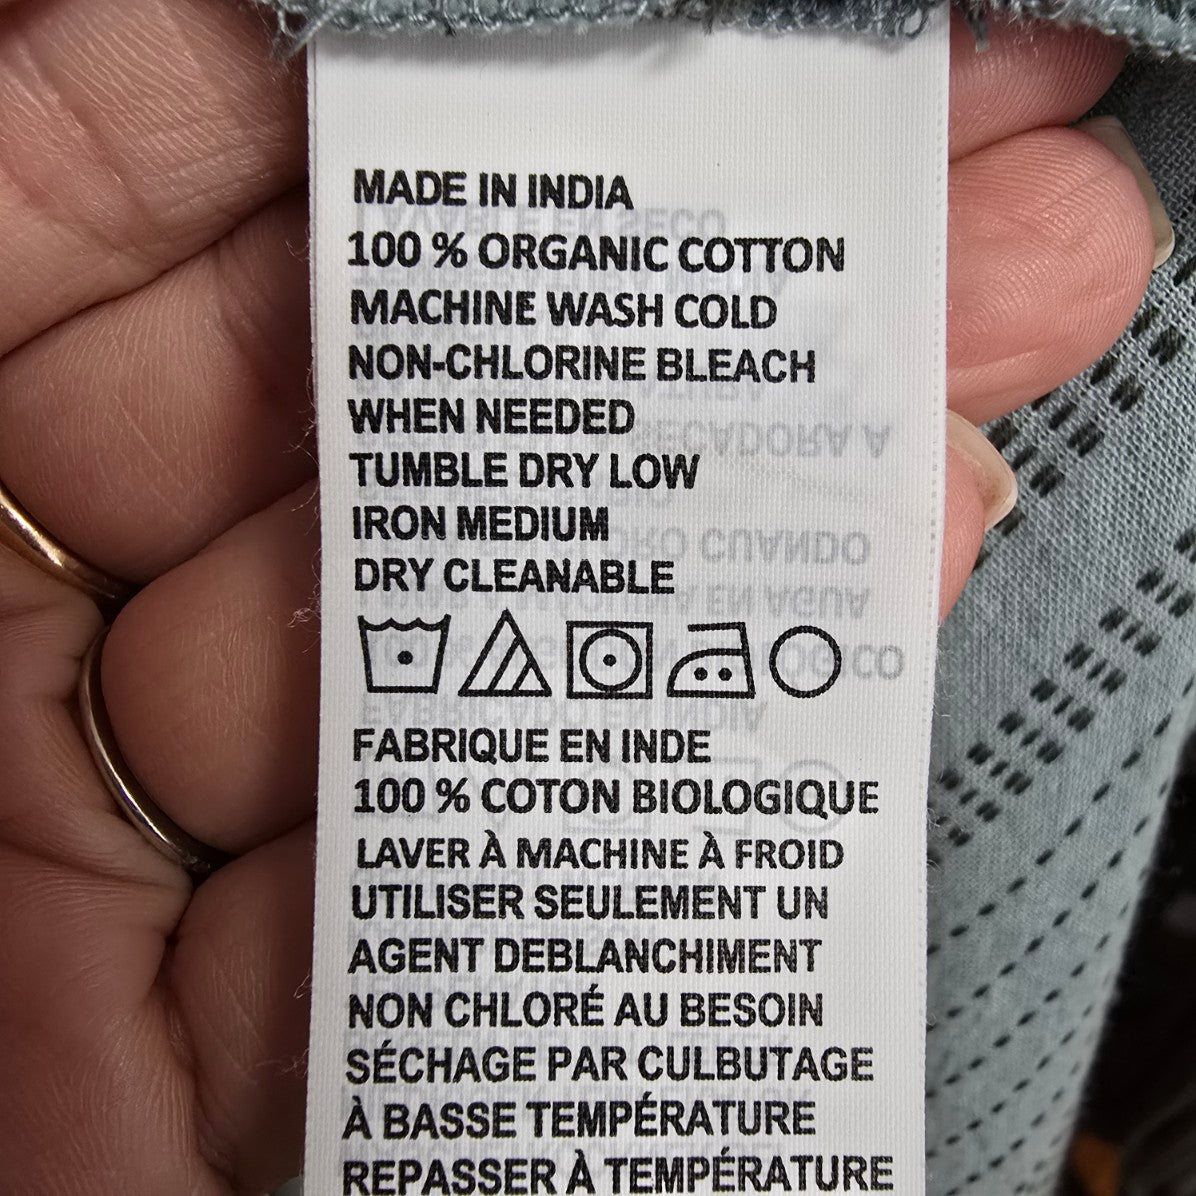 MADE IN INDIA
100 % ORGANIC COTTON
MACHINE WASH COLD
NON-CHLORINE BLEACH
WHEN NEEDED
TUMBLE DRY LOW
IRON MEDIUM
DRY CLEANABLE
FABRIQUE EN INDE
100 % COTON BIOLOGIQUE
LAVER À MACHINE À FROID
UTILISER SEULEMENT UN
AGENT DEBLANCHIMENT
NON CHLORÉ AU BESOIN
SÉCHAGE PAR CULBUTAGE
À BASSE TEMPÉRATURE
REPASSER À TEMPÉRATURE